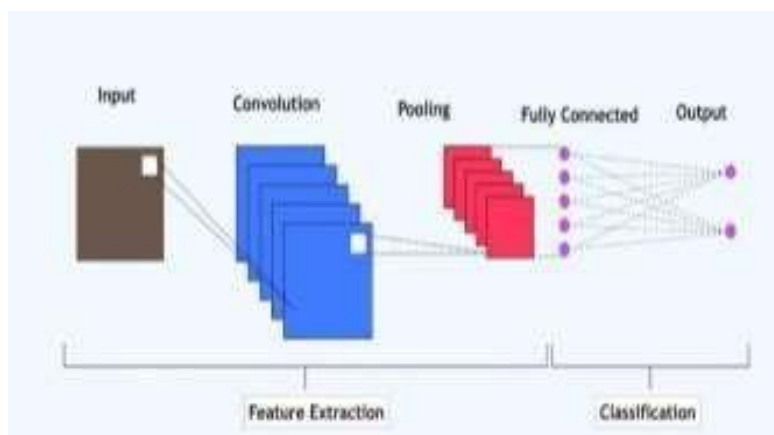 Input
Convolution
Pooling
Fully Connected
Output
Feature Extraction
Classification